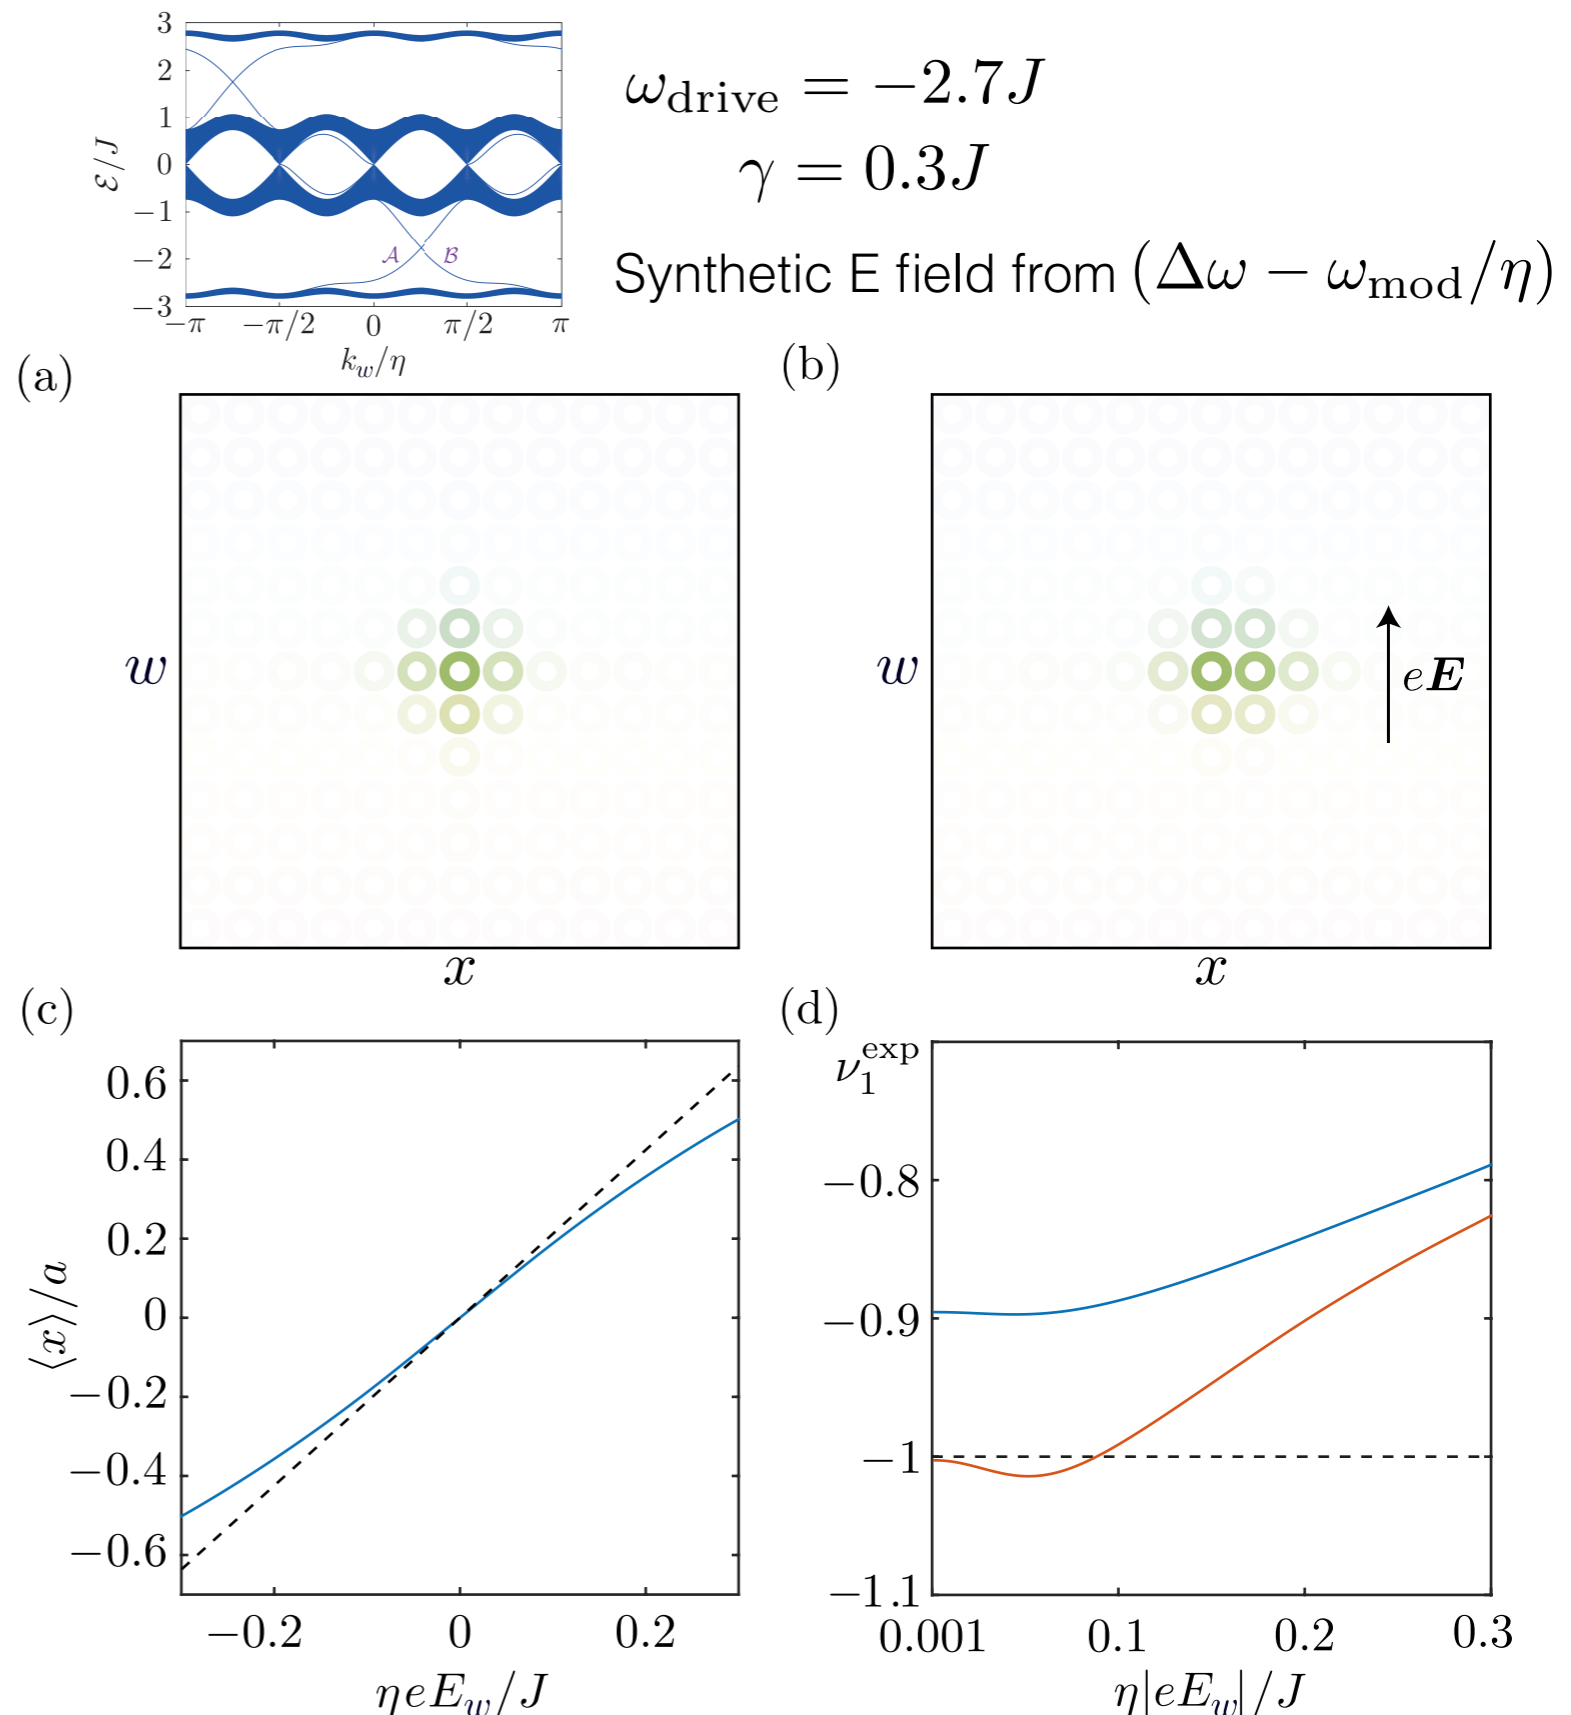 3
2
1
0
−1
−2
−3
ℰ/J
𝒜 ℬ
−π −π/2 0 π/2 π
k_w/η
ω_drive = −2.7J
γ = 0.3J
Synthetic E field from (Δω − ω_mod/η)
(a)
w
x
(b)
w
eE
x
(c)
0.6
0.4
0.2
0
−0.2
−0.4
−0.6
⟨x⟩/a
−0.2 0 0.2
ηeE_w/J
(d)
ν_1^exp
−0.8
−0.9
−1
−1.1
0.001 0.1 0.2 0.3
η|eE_w|/J